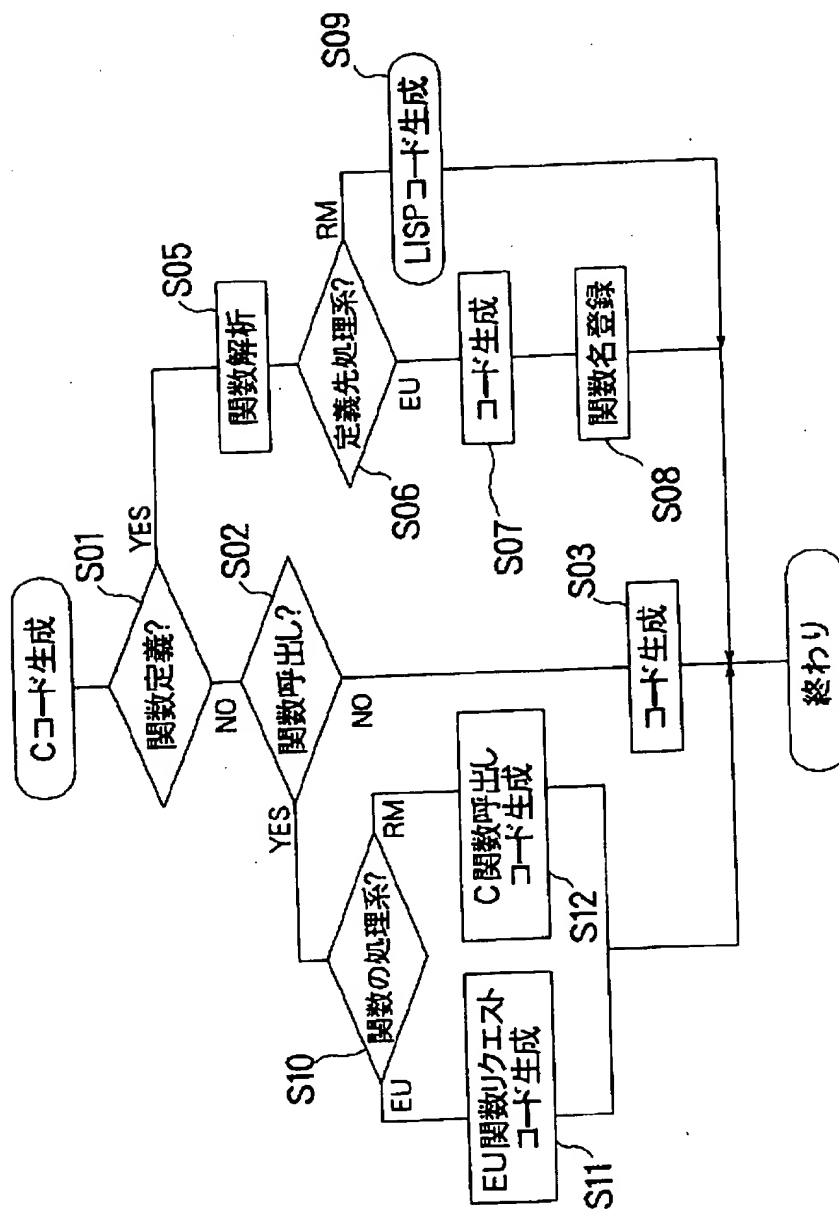 Cコード生成
S01
関数定義?
YES
NO
S02
関数呼出し?
YES
NO
S05
関数解析
定義先処理系?
RM
EU
S06
S09
LISPコード生成
S07
コード生成
S08
関数名登録
S03
コード生成
S10
関数の処理系?
RM
EU
EU関数リクエスト
コード生成
S11
C関数呼出し
コード生成
S12
終わり